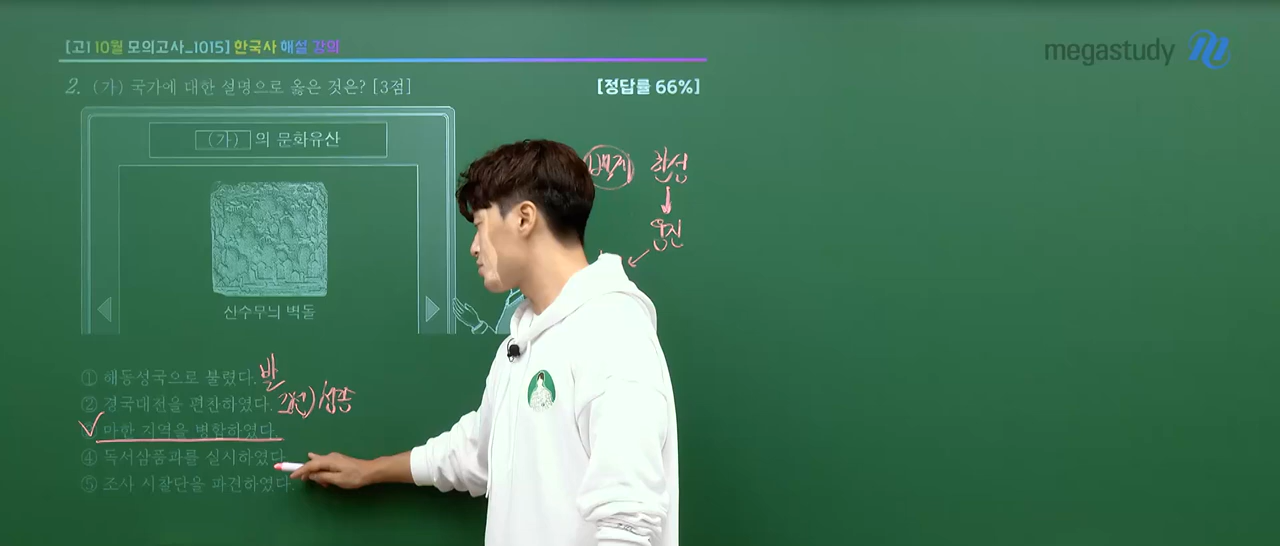 [고1 10월 모의고사_1015] 한국사 해설 강의
megastudy
2. (가) 국가에 대한 설명으로 옳은 것은? [3점]
[정답률 66%]
(가) 의 문화유산
산수무늬 벽돌
백제 한성
웅진
① 해동성국으로 불렸다. 발
② 경국대전을 편찬하였다. 조선) 성종
마한 지역을 병합하였다.
④ 독서삼품과를 실시하였다.
⑤ 조사 시찰단을 파견하였다.